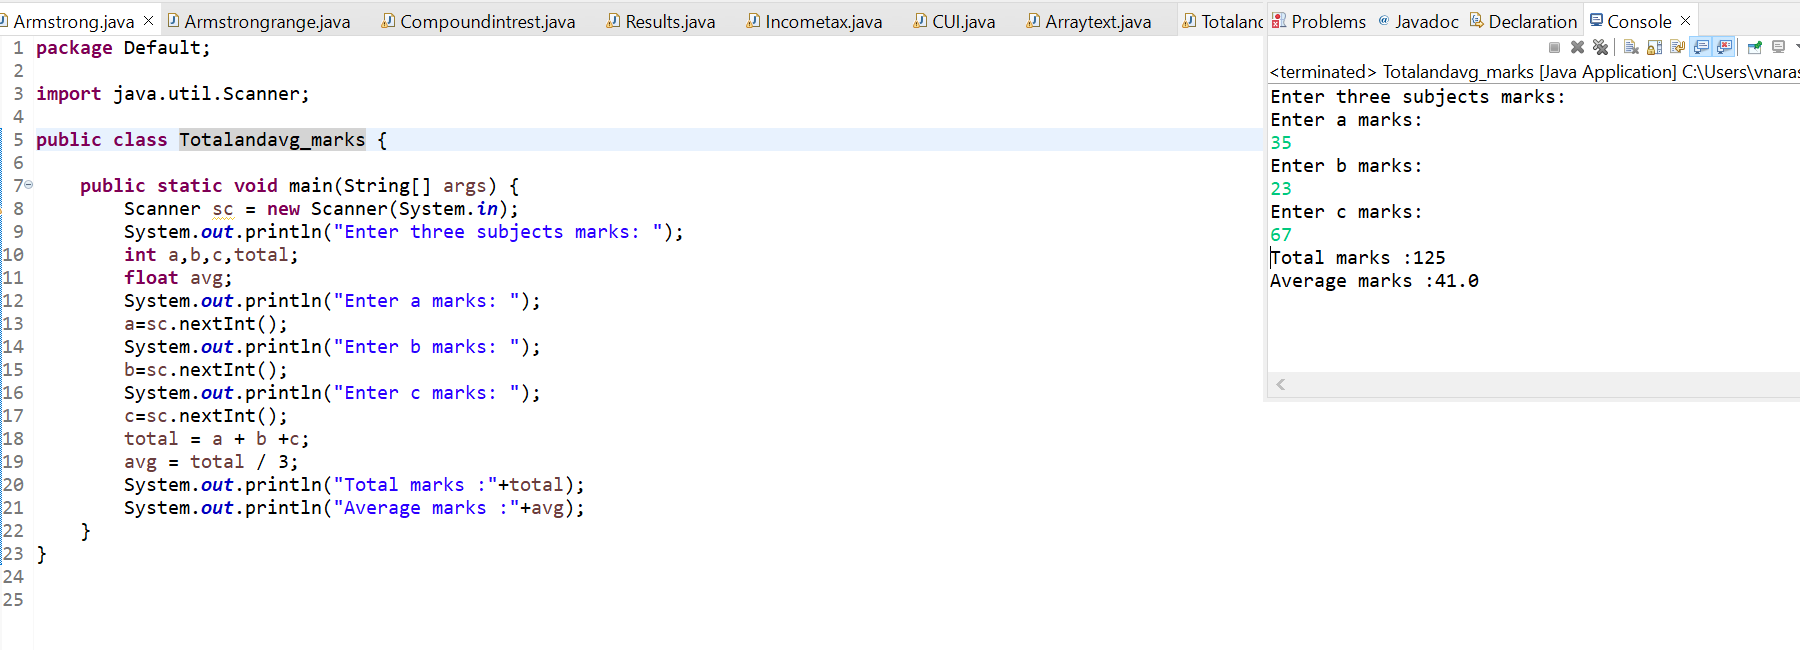 Armstrong.java Armstrongrange.java Compoundintrest.java Results.java Incometax.java CUI.java Arraytext.java
Problems @ Javadoc Declaration Console
<terminated> Totalandavg_marks [Java Application]
1 package Default;
2
3 import java.util.Scanner;
4
5 public class Totalandavg_marks {
6
7 public static void main(String[] args) {
8 Scanner sc = new Scanner(System.in);
9 System.out.println("Enter three subjects marks: ");
10 int a,b,c,total;
11 float avg;
12 System.out.println("Enter a marks: ");
13 a=sc.nextInt();
14 System.out.println("Enter b marks: ");
15 b=sc.nextInt();
16 System.out.println("Enter c marks: ");
17 c=sc.nextInt();
18 total = a + b +c;
19 avg = total / 3;
20 System.out.println("Total marks :"+total);
21 System.out.println("Average marks :"+avg);
22 }
23 }
24
25
Enter three subjects marks:
Enter a marks:
35
Enter b marks:
23
Enter c marks:
67
Total marks :125
Average marks :41.0